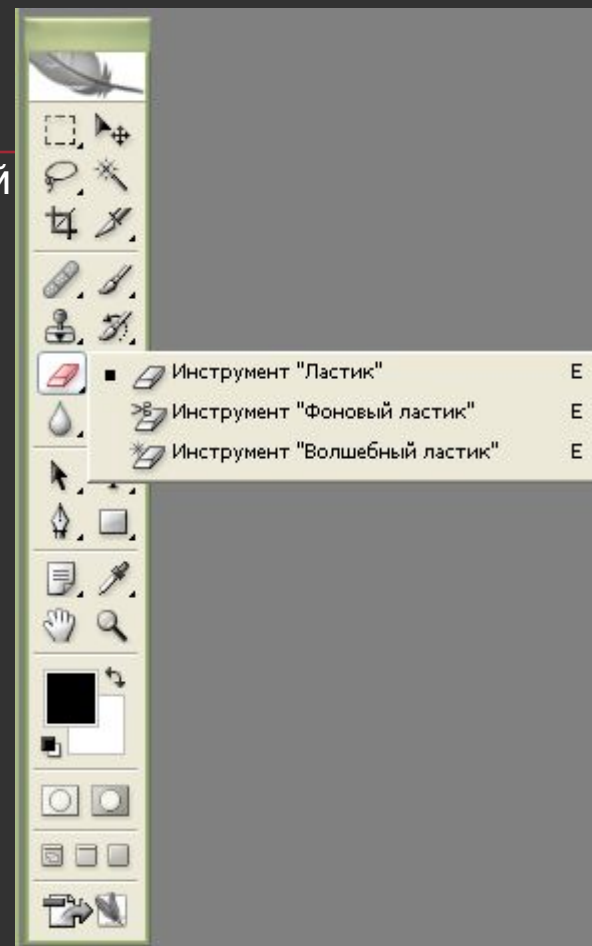 й
Инструмент "Ластик" E
Инструмент "Фоновый ластик" E
Инструмент "Волшебный ластик" E